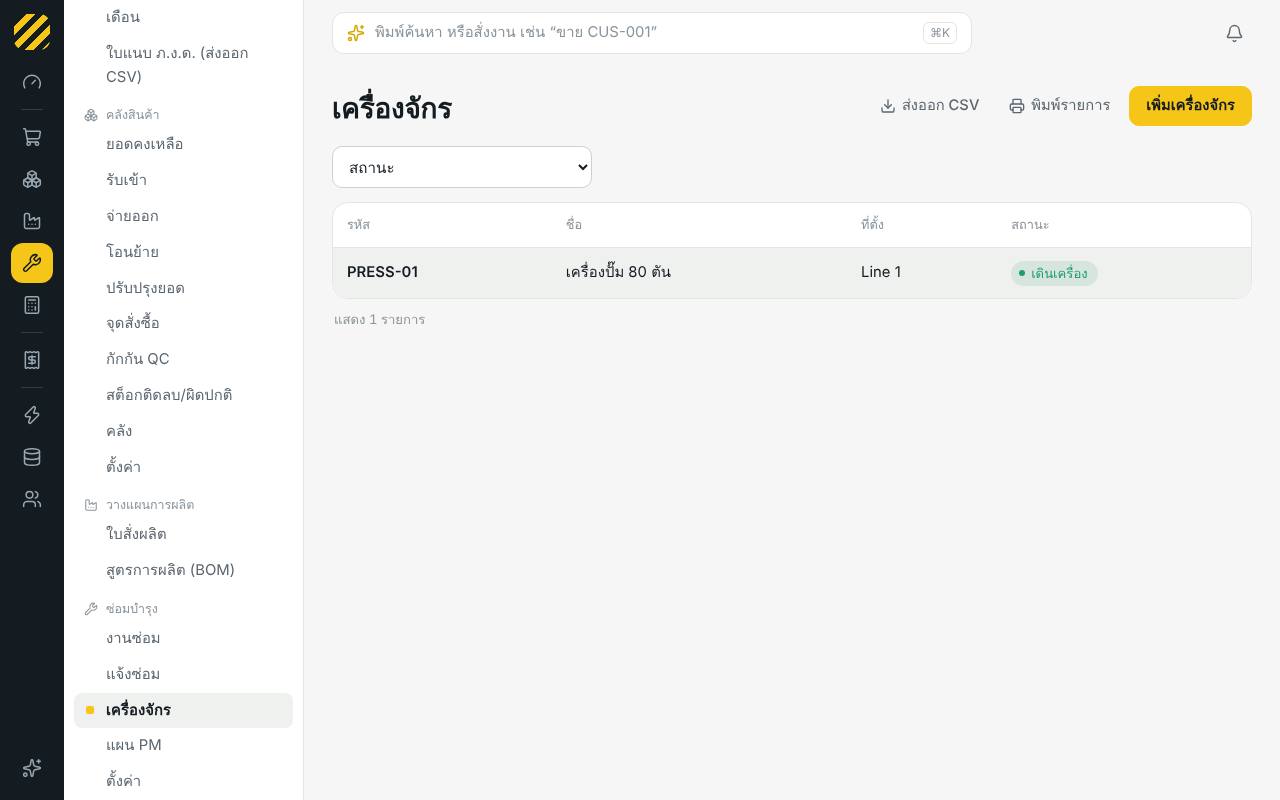 เดือน
ใบแนบ ภ.ง.ด. (ส่งออก
CSV)
คลังสินค้า
ยอดคงเหลือ
รับเข้า
จ่ายออก
โอนย้าย
ปรับปรุงยอด
จุดสั่งซื้อ
กักกัน QC
สต็อกติดลบ/ผิดปกติ
คลัง
ตั้งค่า
วางแผนการผลิต
ใบสั่งผลิต
สูตรการผลิต (BOM)
ซ่อมบำรุง
งานซ่อม
แจ้งซ่อม
เครื่องจักร
แผน PM
ตั้งค่า
พิมพ์ค้นหา หรือสั่งงาน เช่น “ขาย CUS-001” ⌘K
เครื่องจักร
ส่งออก CSV พิมพ์รายการ เพิ่มเครื่องจักร
สถานะ
รหัส ชื่อ ที่ตั้ง สถานะ
PRESS-01 เครื่องปั๊ม 80 ตัน Line 1 เดินเครื่อง
แสดง 1 รายการ